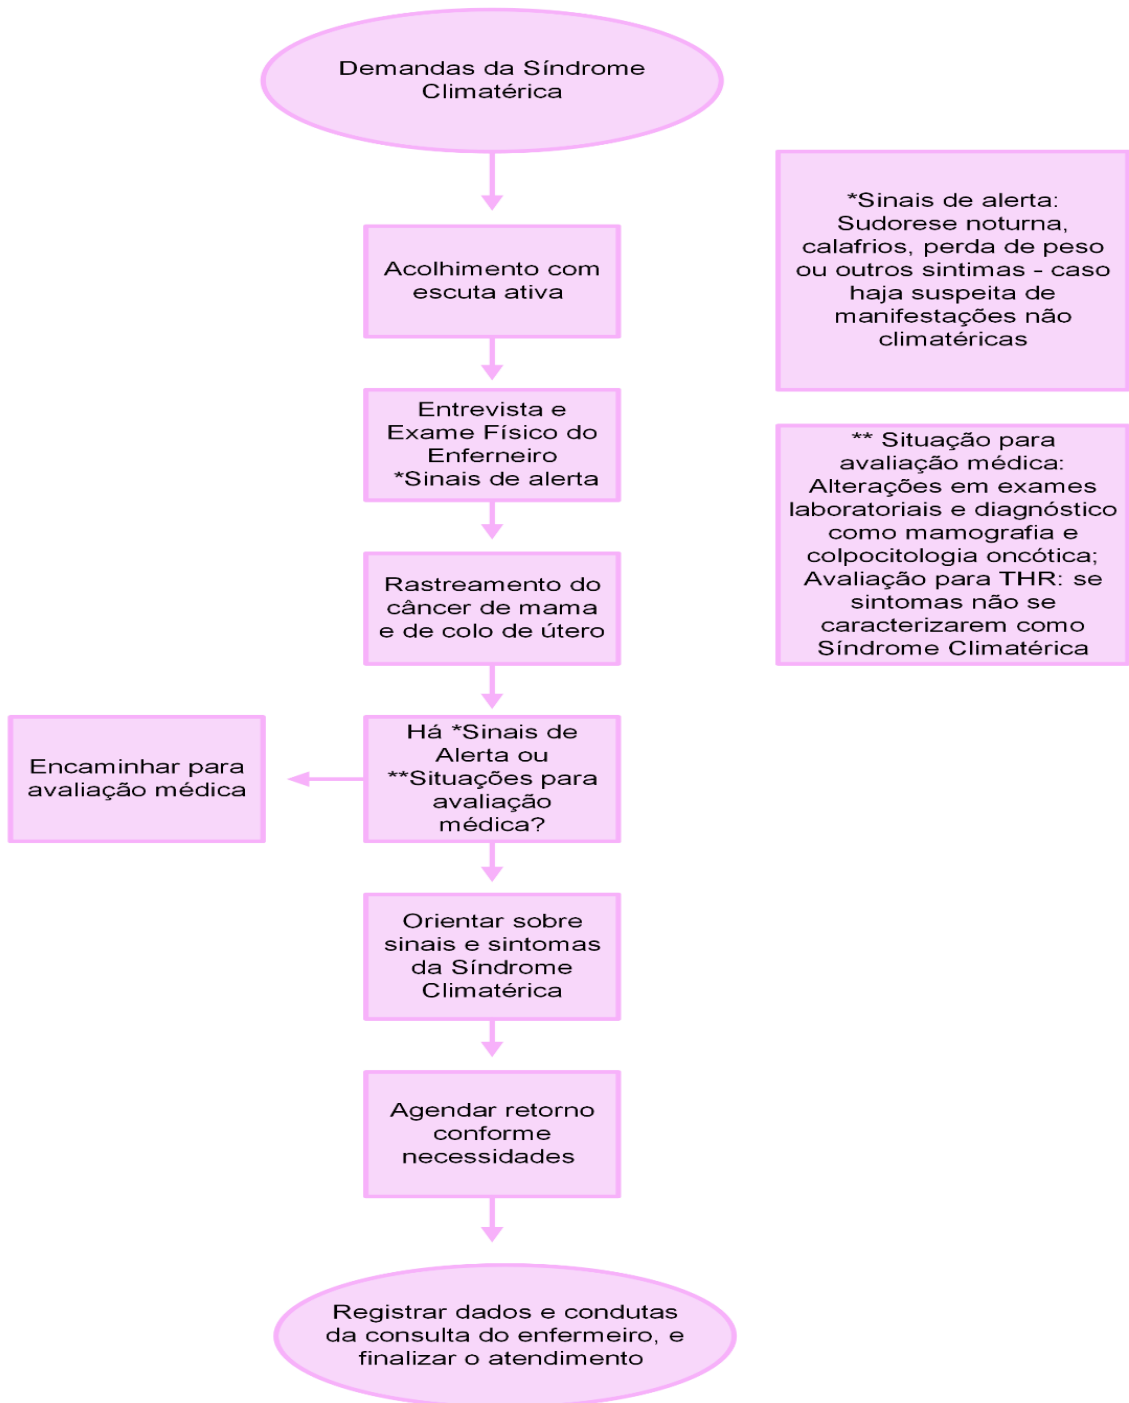 Demandas da Síndrome
Climatérica
Acolhimento com
escuta ativa
Entrevista e
Exame Físico do
Enferneiro
*Sinais de alerta
Rastreamento do
câncer de mama
e de colo de útero
Há *Sinais de
Alerta ou
**Situações para
avaliação
médica?
Encaminhar para
avaliação médica
Orientar sobre
sinais e sintomas
da Síndrome
Climatérica
Agendar retorno
conforme
necessidades
Registrar dados e condutas
da consulta do enfermeiro, e
finalizar o atendimento
*Sinais de alerta:
Sudorese noturna,
calafrios, perda de peso
ou outros sintimas - caso
haja suspeita de
manifestações não
climatéricas
** Situação para
avaliação médica:
Alterações em exames
laboratoriais e diagnóstico
como mamografia e
colpocitologia oncótica;
Avaliação para THR: se
sintomas não se
caracterizarem como
Síndrome Climatérica